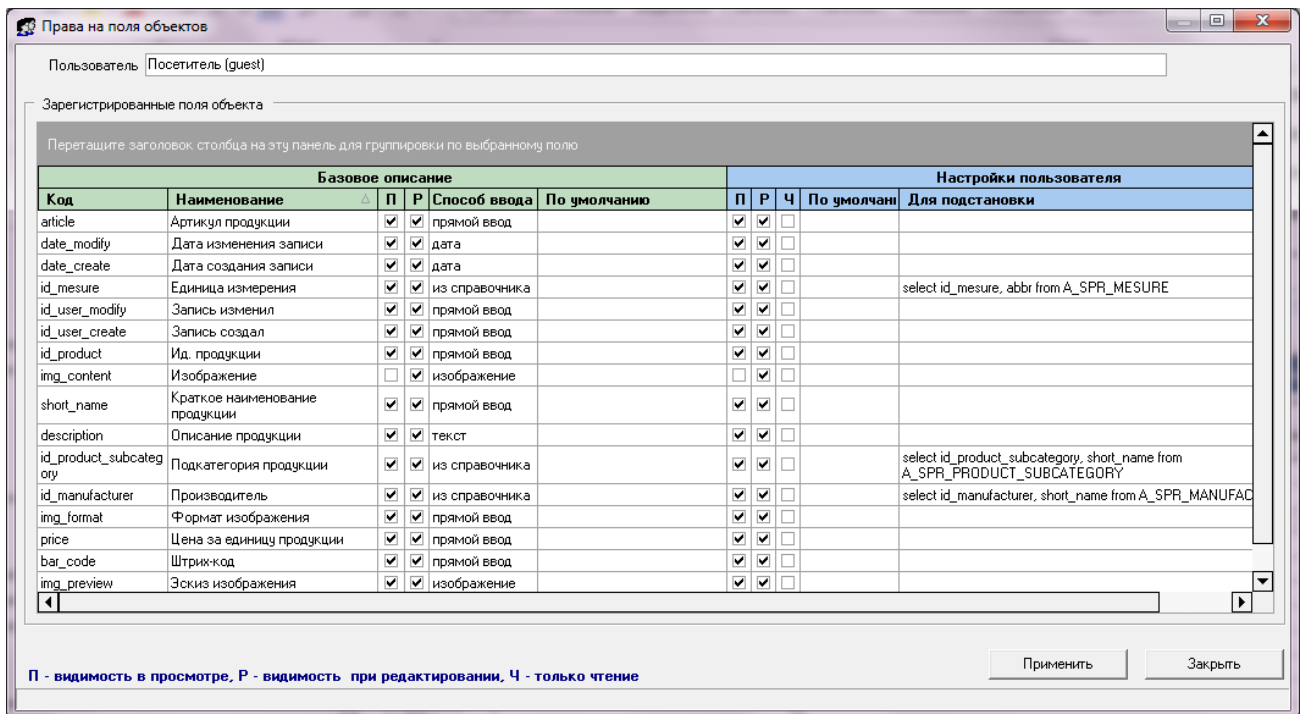 Права на поля объектов
Пользователь Посетитель (guest)
Зарегистрированные поля объекта
Перетащите заголовок столбца на эту панель для группировки по выбранному полю
Базовое описание Настройки пользователя
Код Наименование П Р Способ ввода По умолчанию П Р Ч По умолчани Для подстановки
article Артикул продукции прямой ввод
date_modify Дата изменения записи дата
date_create Дата создания записи дата
id_mesure Единица измерения из справочника select id_mesure, abbr from A_SPR_MESURE
id_user_modify Запись изменил прямой ввод
id_user_create Запись создал прямой ввод
id_product Ид. продукции прямой ввод
img_content Изображение изображение
short_name Краткое наименование
продукции прямой ввод
description Описание продукции текст
id_product_subcateg
ory Подкатегория продукции из справочника select id_product_subcategory, short_name from
A_SPR_PRODUCT_SUBCATEGORY
id_manufacturer Производитель из справочника select id_manufacturer, short_name from A_SPR_MANUFAC
img_format Формат изображения прямой ввод
price Цена за единицу продукции прямой ввод
bar_code Штрих-код прямой ввод
img_preview Эскиз изображения изображение
Применить Закрыть
П - видимость в просмотре, Р - видимость при редактировании, Ч - только чтение